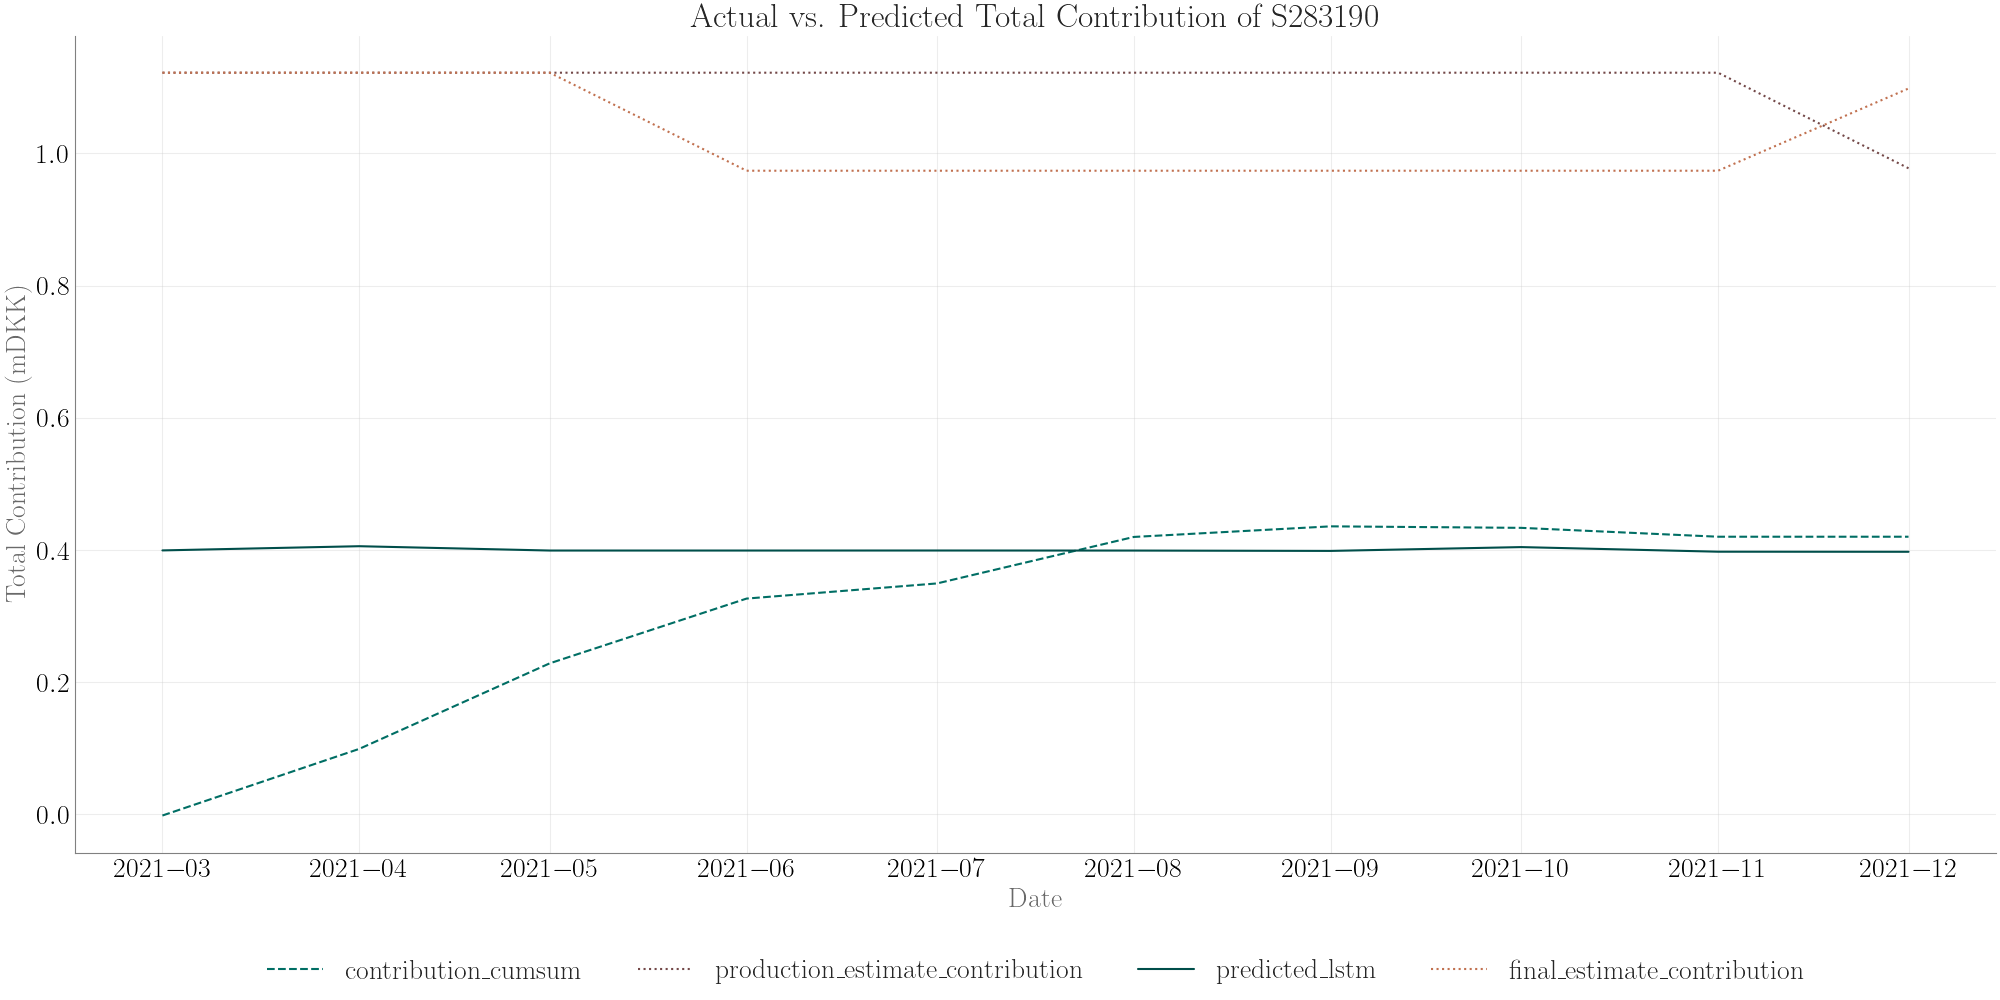 Actual vs. Predicted Total Contribution of S283190
Total Contribution (mDKK)
1.0
0.8
0.6
0.4
0.2
0.0
2021−03 2021−04 2021−05 2021−06 2021−07 2021−08 2021−09 2021−10 2021−11 2021−12
Date
contribution_cumsum production_estimate_contribution predicted_lstm final_estimate_contribution